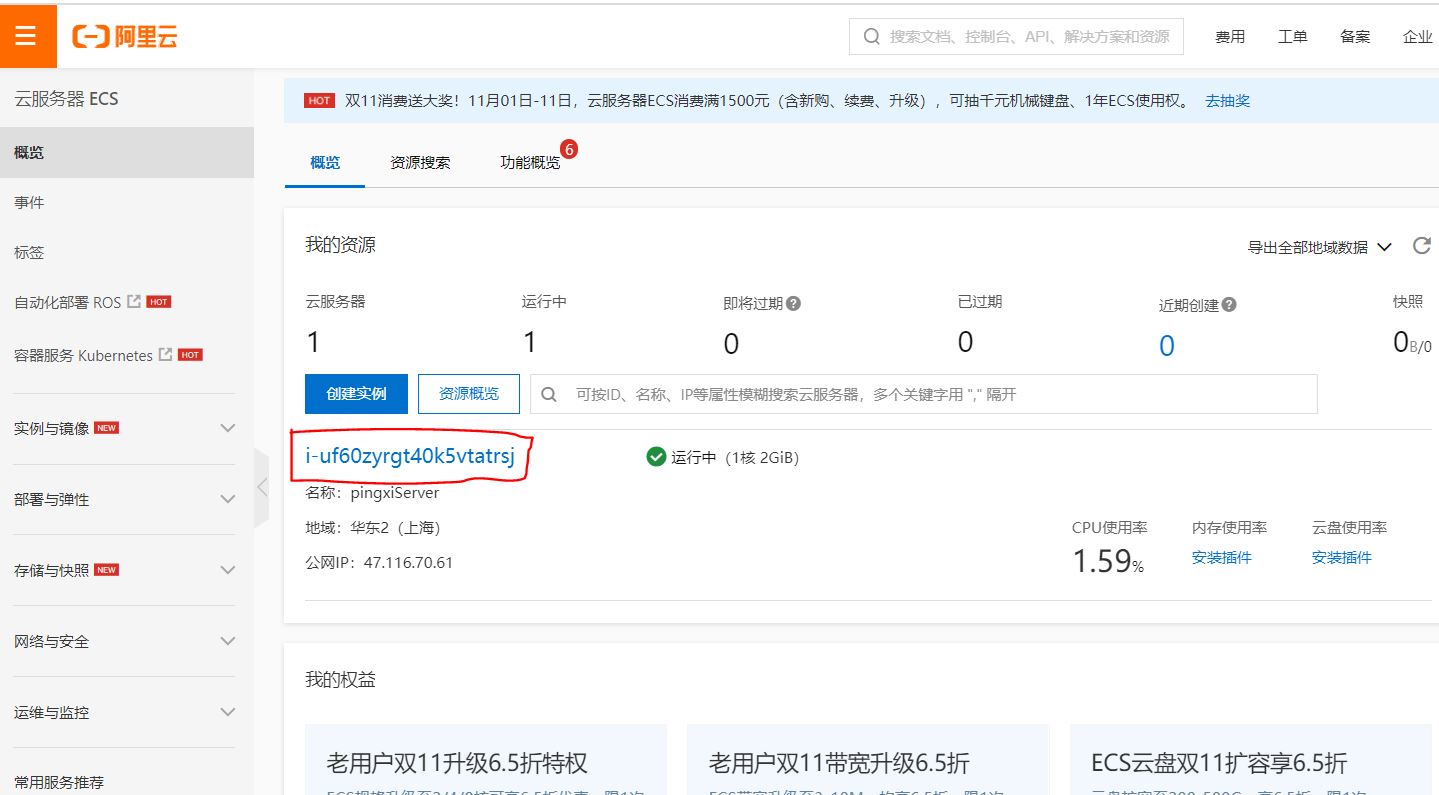 阿里云
搜索文档、控制台、API、解决方案和资源
费用 工单 备案 企业
云服务器 ECS
概览
事件
标签
自动化部署 ROS HOT
容器服务 Kubernetes HOT
实例与镜像 NEW
部署与弹性
存储与快照 NEW
网络与安全
运维与监控
常用服务推荐
HOT 双11消费送大奖！11月01日-11日，云服务器ECS消费满1500元（含新购、续费、升级），可抽千元机械键盘、1年ECS使用权。 去抽奖
概览 资源搜索 功能概览 6
我的资源
导出全部地域数据
云服务器 运行中 即将过期 已过期 近期创建 快照
1 1 0 0 0 0B/0
创建实例 资源概览 可按ID、名称、IP等属性模糊搜索云服务器，多个关键字用 "," 隔开
i-uf60zyrgt40k5vtatrsj 运行中（1核 2GiB）
名称：pingxiServer
地域：华东2（上海）
公网IP：47.116.70.61
CPU使用率 内存使用率 云盘使用率
1.59% 安装插件 安装插件
我的权益
老用户双11升级6.5折特权 老用户双11带宽升级6.5折 ECS云盘双11扩容享6.5折